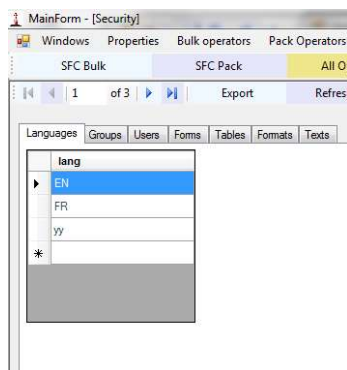 MainForm - [Security]
Windows Properties Bulk operators Pack Operators
SFC Bulk SFC Pack All O
1 of 3 Export Refres
Languages Groups Users Forms Tables Formats Texts
lang
EN
FR
yy